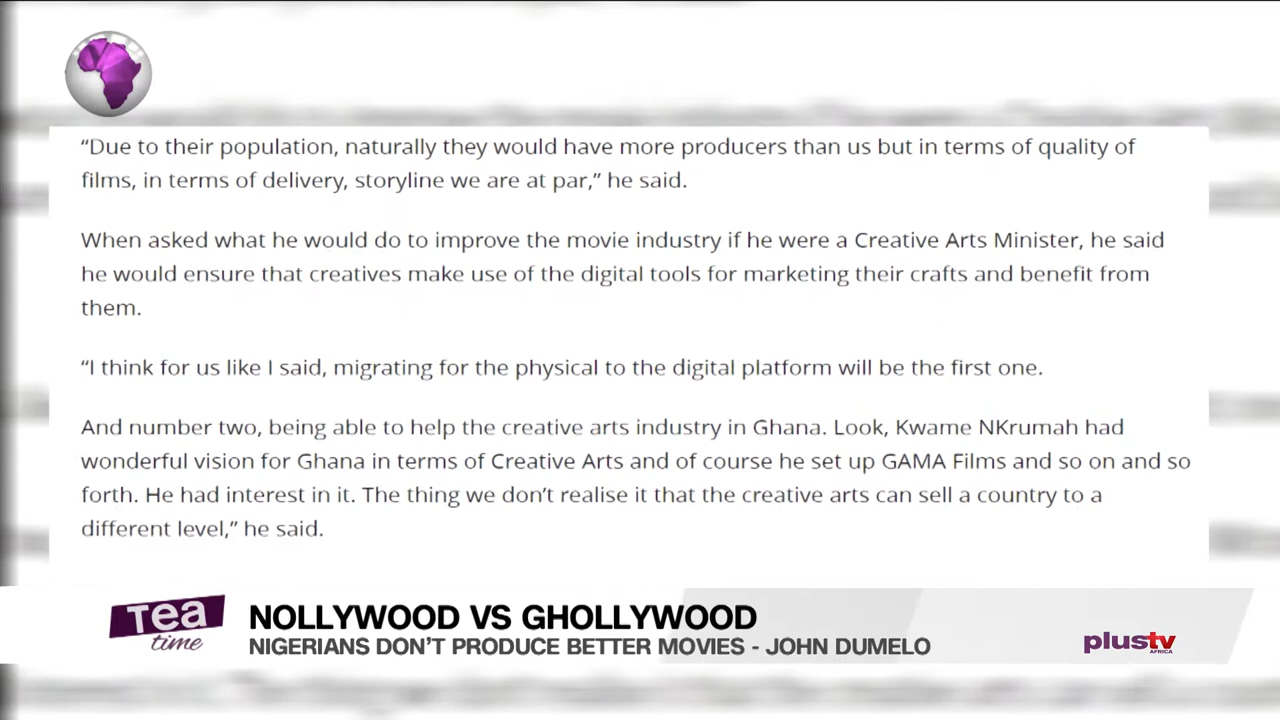 “Due to their population, naturally they would have more producers than us but in terms of quality of
films, in terms of delivery, storyline we are at par,” he said.
When asked what he would do to improve the movie industry if he were a Creative Arts Minister, he said
he would ensure that creatives make use of the digital tools for marketing their crafts and benefit from
them.
“I think for us like I said, migrating for the physical to the digital platform will be the first one.
And number two, being able to help the creative arts industry in Ghana. Look, Kwame NKrumah had
wonderful vision for Ghana in terms of Creative Arts and of course he set up GAMA Films and so on and so
forth. He had interest in it. The thing we don’t realise it that the creative arts can sell a country to a
different level,” he said.
Tea
time
NOLLYWOOD VS GHOLLYWOOD
NIGERIANS DON’T PRODUCE BETTER MOVIES - JOHN DUMELO
plustv
AFRICA